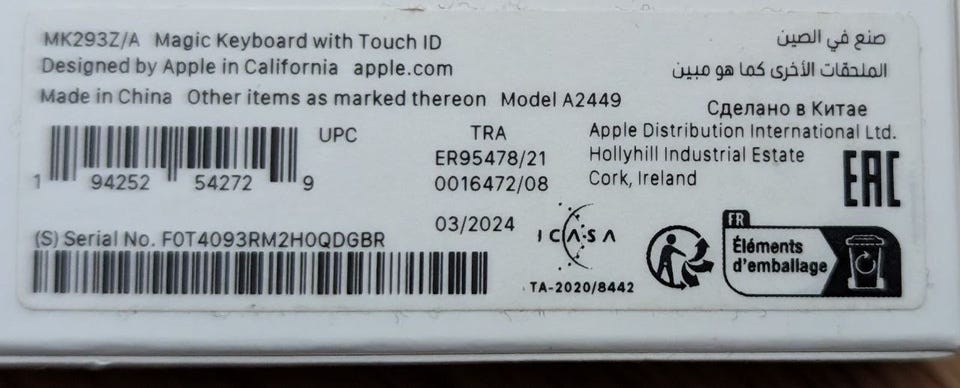 MK293Z/A Magic Keyboard with Touch ID
Designed by Apple in California apple.com
Made in China Other items as marked thereon Model A2449
صنع في الصين
الملحقات الأخرى كما هو مبين
Сделано в Китае
UPC
1 94252 54272 9
TRA
ER95478/21
0016472/08
03/2024
Apple Distribution International Ltd.
Hollyhill Industrial Estate
Cork, Ireland
EAC
(S) Serial No. F0T4093RM2H0QDGBR
ICASA
TA-2020/8442
FR
Éléments
d'emballage